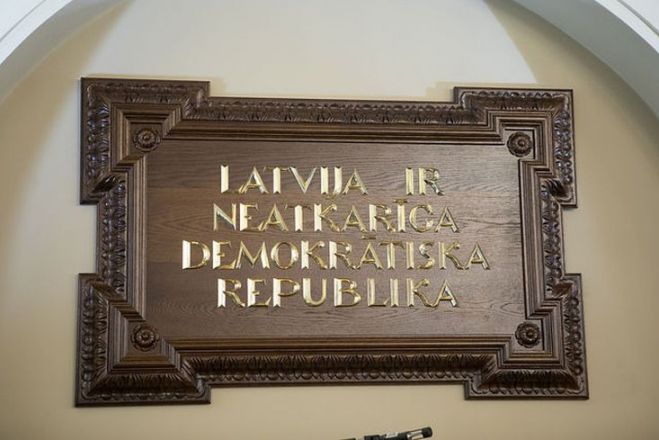 LATVIJA IR
NEATKARĪGA
DEMOKRĀTISKA
REPUBLIKA